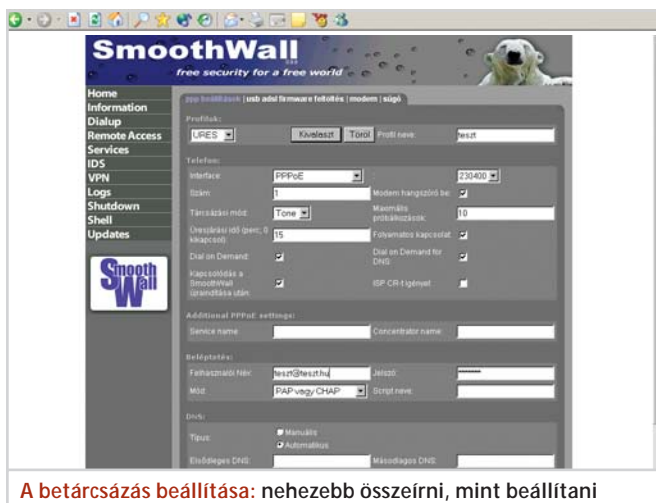 SmoothWall
free security for a free world
Home
Information
Dialup
Remote Access
Services
IDS
VPN
Logs
Shutdown
Shell
Updates
Smooth
Wall
ppp beállítások | usb adsl firmware feltöltés | modem | súgó
Profilok:
URES Kiválaszt Töröl Profil neve: teszt
Telefon:
Interface: PPPoE 230400
Szám: 1 Modem hangszóró be:
Tárcsázási mód: Tone Maximális próbálkozások: 10
Üresjárási idő (perc; 0 kikapcsol): 15 Folyamatos kapcsolat:
Dial on Demand: Dial on Demand for DNS:
Kapcsolódás a SmoothWall újraindítása után: ISP CR-t igényel:
Additional PPPoE settings:
Service name: Concentrator name:
Beléptetés:
Felhasználói Név: teszt@teszt.hu Jelszó: ********
Mód: PAP vagy CHAP Script neve:
DNS:
Típus: Manuális
Automatikus
Elsődleges DNS: Másodlagos DNS:
A betárcsázás beállítása: nehezebb összeírni, mint beállítani